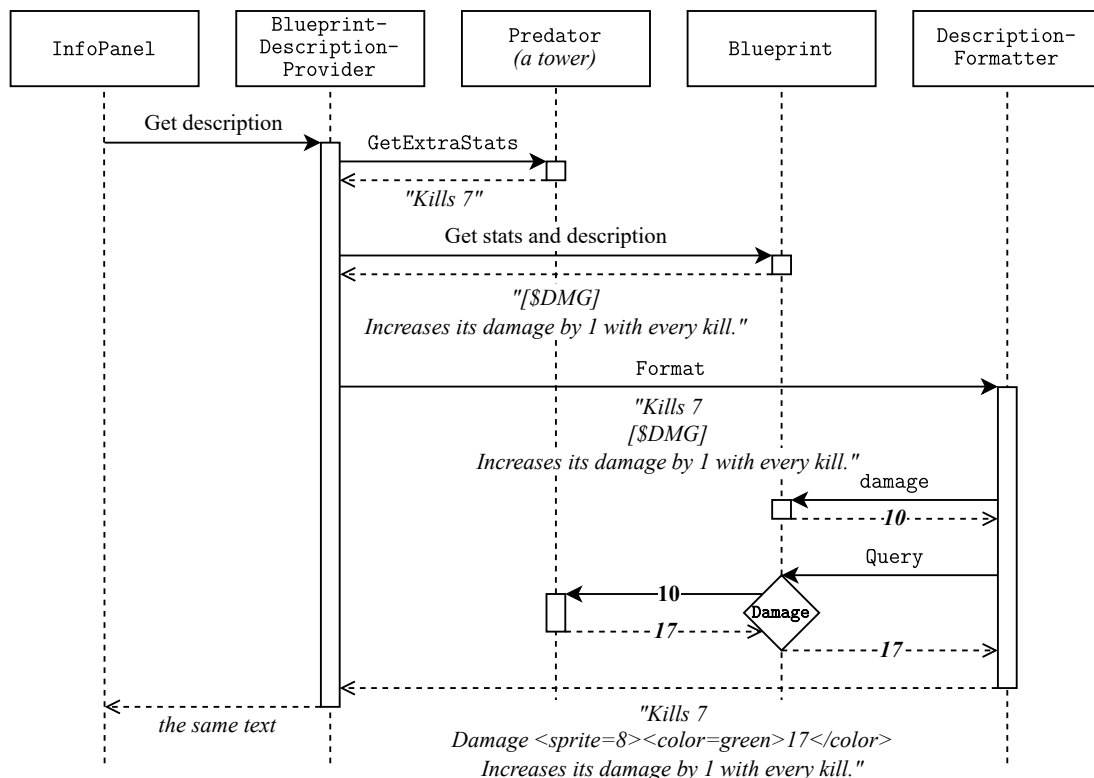 InfoPanel
Blueprint-
Description-
Provider
Predator
(a tower)
Blueprint
Description-
Formatter
Get description
GetExtraStats
"Kills 7"
Get stats and description
"[$DMG]
Increases its damage by 1 with every kill."
Format
"Kills 7
[$DMG]
Increases its damage by 1 with every kill."
damage
10
Query
10
Damage
17
17
the same text
"Kills 7
Damage <sprite=8><color=green>17</color>
Increases its damage by 1 with every kill."